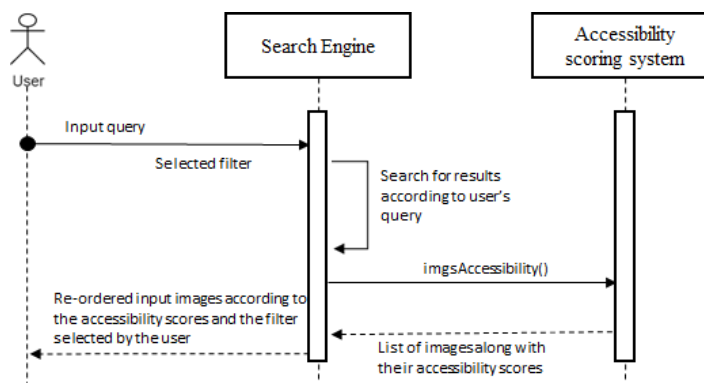 Search Engine
Accessibility
scoring system
User
Input query
Selected filter
Search for results
according to user's
query
imgsAccessibility()
Re-ordered input images according to
the accessibility scores and the filter
selected by the user
List of images along with
their accessibility scores